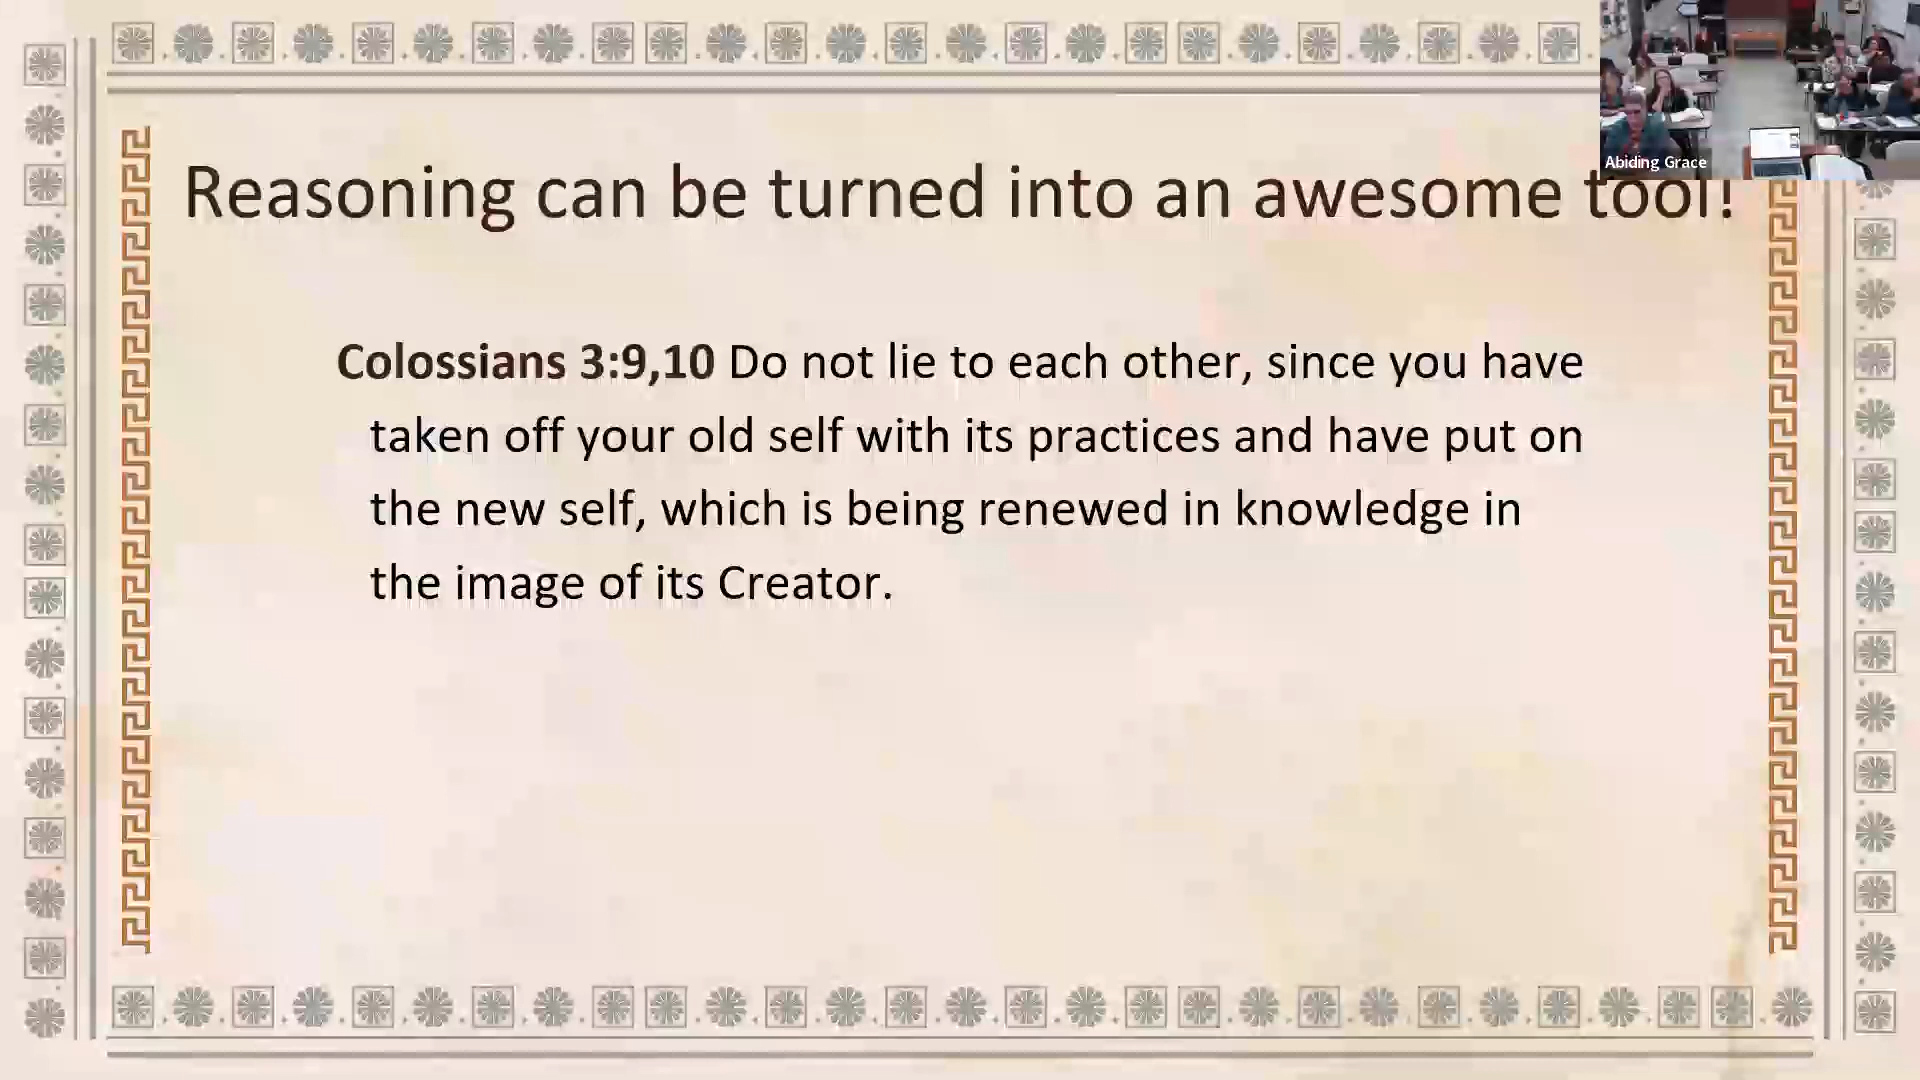 Reasoning can be turned into an awesome tool!
Abiding Grace
Colossians 3:9,10 Do not lie to each other, since you have
taken off your old self with its practices and have put on
the new self, which is being renewed in knowledge in
the image of its Creator.